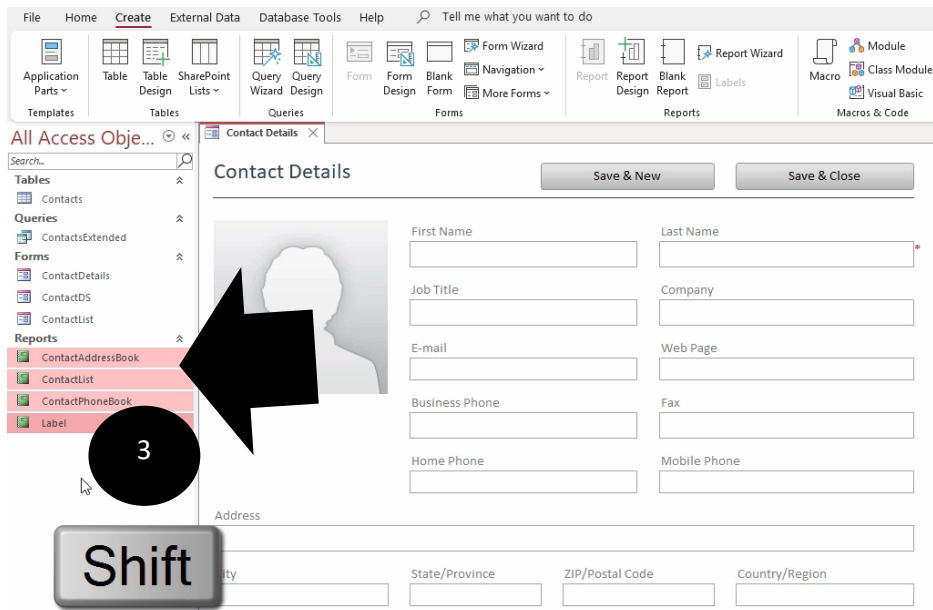 File Home Create External Data Database Tools Help Tell me what you want to do
Application Parts
Table
Table Design
SharePoint Lists
Query Wizard
Query Design
Form
Form Design
Blank Form
Form Wizard
Navigation
More Forms
Report
Report Design
Blank Report
Report Wizard
Labels
Macro
Module
Class Module
Visual Basic
Templates Tables Queries Forms Reports Macros & Code
All Access Obje... «
Search...
Tables
Contacts
Queries
ContactsExtended
Forms
ContactDetails
ContactDS
ContactList
Reports
ContactAddressBook
ContactList
ContactPhoneBook
Label
3
Shift
Contact Details
Contact Details
Save & New Save & Close
First Name Last Name
*
Job Title Company
E-mail Web Page
Business Phone Fax
Home Phone Mobile Phone
Address
State/Province ZIP/Postal Code Country/Region